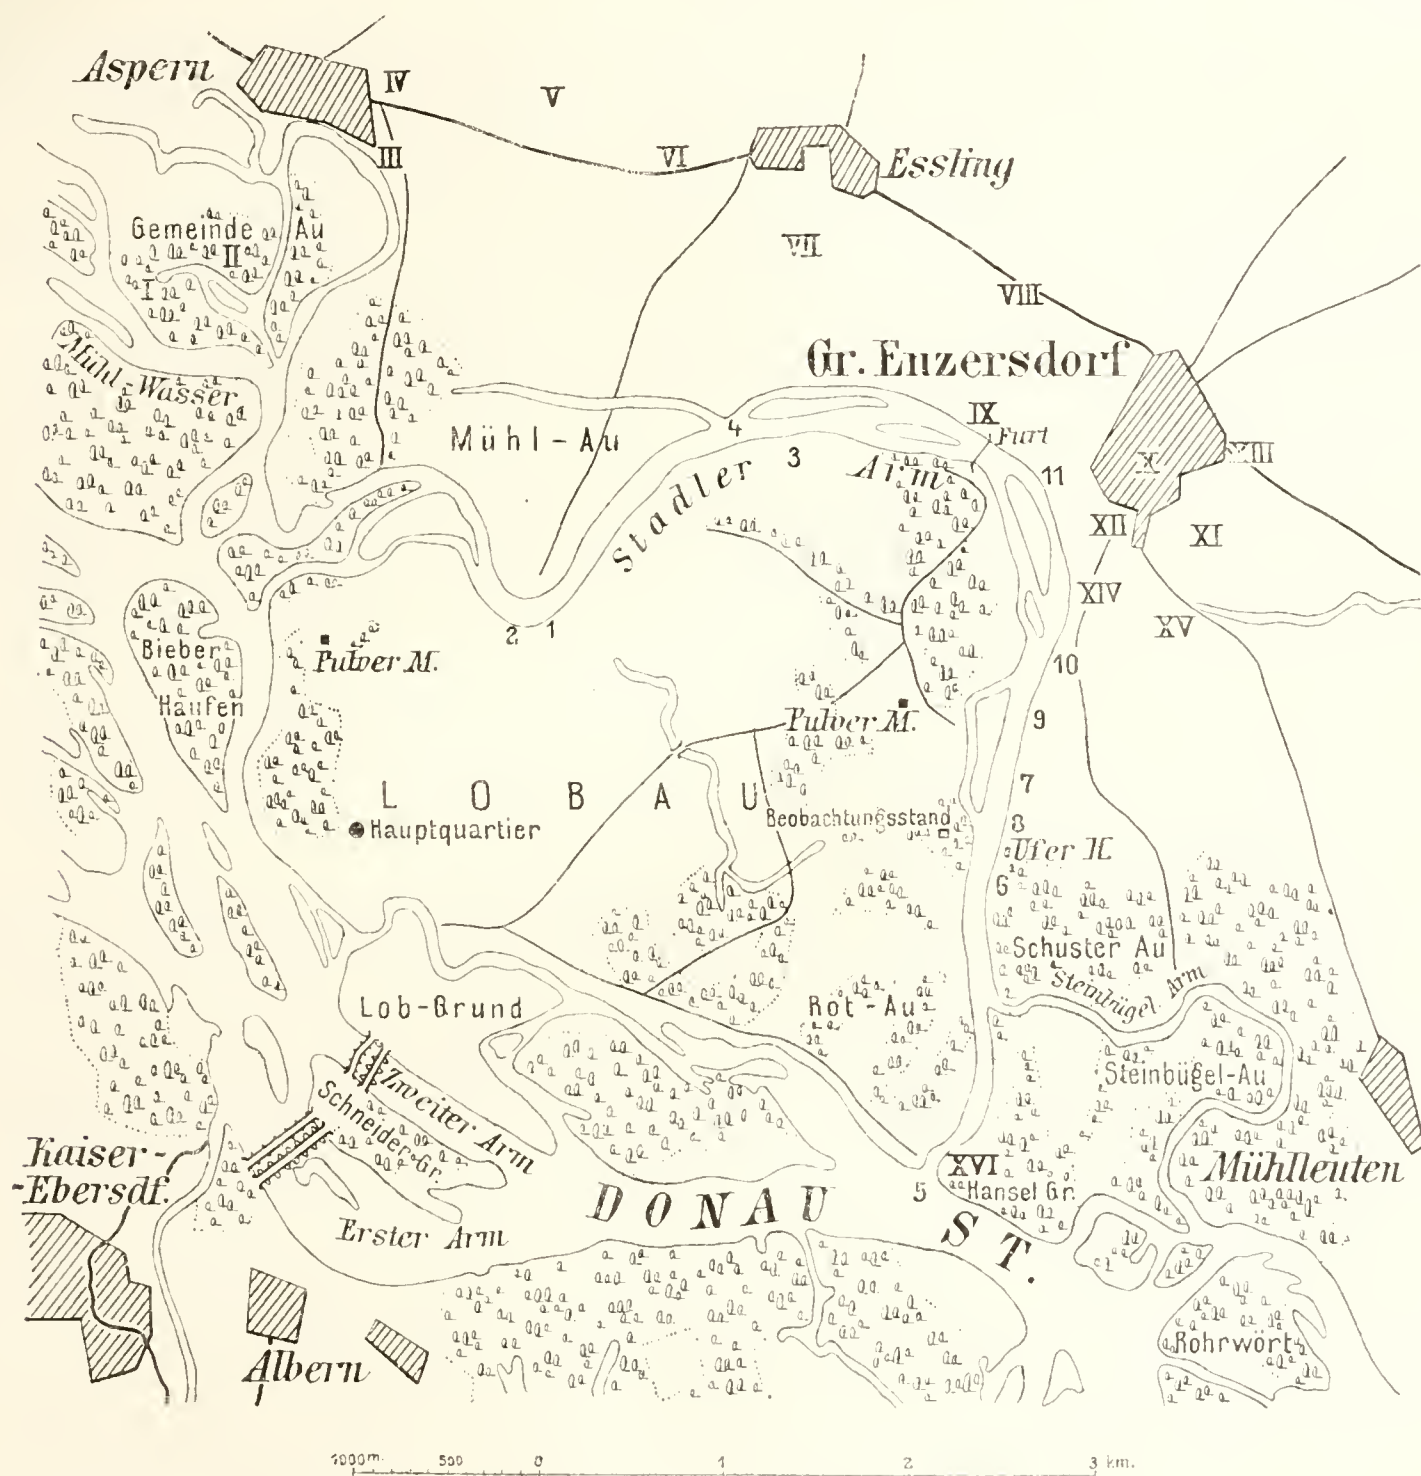 Aspern
IV
V
III
VI
Essling
Gemeinde Au
II
I
VII
VIII
Mühl-Wasser
Gr. Enzersdorf
Mühl-Au
4
3
IX
Furt
Stadler Arm
11
X
XIII
XII
XI
XIV
XV
2
1
Bieber
Haufen
Pulver M.
10
Pulver M.
9
LOBAU
7
Hauptquartier
Beobachtungsstand
8
Ufer H.
6
Schuster Au
Steinbügel-Arm
Lob-Grund
Rot-Au
Steinbügel-Au
Zweiter Arm
Schneider-Gr.
Kaiser-
-Ebersdf.
XVI
Mühlleuten
5
Hansel Gr.
DONAU ST.
Erster Arm
Albern
Rohrwört
1000m. 500 0 1 2 3 km.